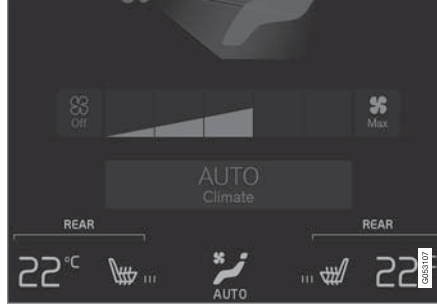 Off
Max
AUTO
Climate
REAR
REAR
22°C
22°
AUTO
G053107